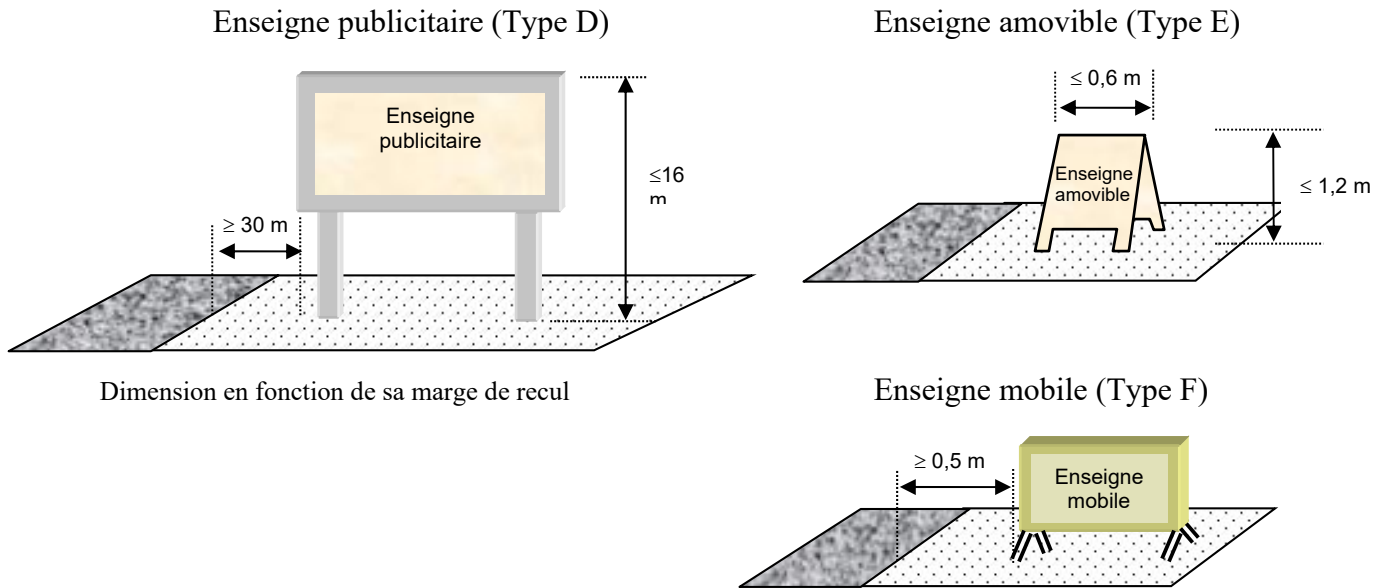 Enseigne publicitaire (Type D)
Enseigne
publicitaire
≤16
m
≥ 30 m
Dimension en fonction de sa marge de recul
Enseigne amovible (Type E)
≤ 0,6 m
Enseigne
amovible
≤ 1,2 m
Enseigne mobile (Type F)
≥ 0,5 m
Enseigne
mobile